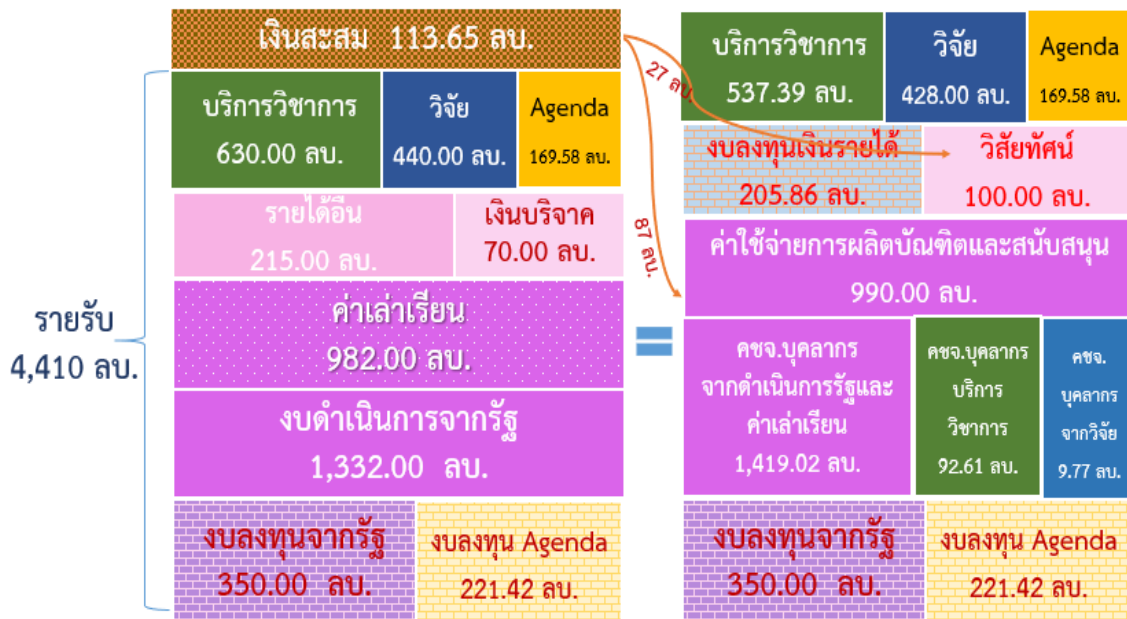 เงินสะสม 113.65 ลบ.
บริการวิชาการ
630.00 ลบ.
วิจัย
440.00 ลบ.
Agenda
169.58 ลบ.
รายได้อื่น
215.00 ลบ.
เงินบริจาค
70.00 ลบ.
รายรับ
4,410 ลบ.
ค่าเล่าเรียน
982.00 ลบ.
งบดำเนินการจากรัฐ
1,332.00 ลบ.
งบลงทุนจากรัฐ
350.00 ลบ.
งบลงทุน Agenda
221.42 ลบ.
27 ลบ.
87 ลบ.
=
บริการวิชาการ
537.39 ลบ.
วิจัย
428.00 ลบ.
Agenda
169.58 ลบ.
งบลงทุนเงินรายได้
205.86 ลบ.
วิสัยทัศน์
100.00 ลบ.
ค่าใช้จ่ายการผลิตบัณฑิตและสนับสนุน
990.00 ลบ.
คชจ.บุคลากร
จากดำเนินการรัฐและ
ค่าเล่าเรียน
1,419.02 ลบ.
คชจ.บุคลากร
บริการ
วิชาการ
92.61 ลบ.
คชจ.
บุคลากร
จากวิจัย
9.77 ลบ.
งบลงทุนจากรัฐ
350.00 ลบ.
งบลงทุน Agenda
221.42 ลบ.